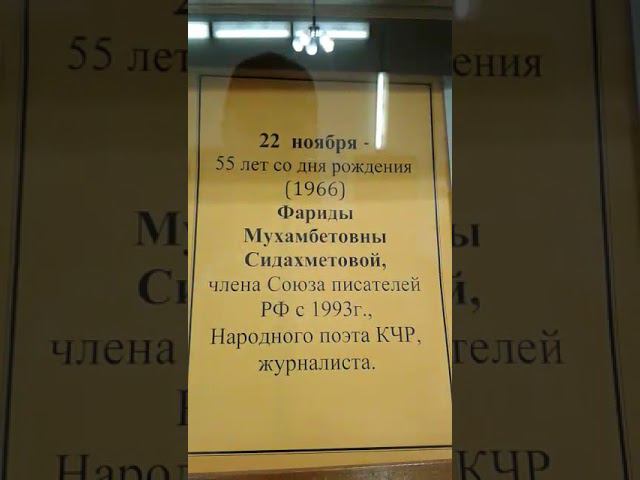 22 ноября -
55 лет со дня рождения
(1966)
Фариды
Мухамбетовны
Сидахметовой,
члена Союза писателей
РФ с 1993г.,
Народного поэта КЧР,
журналиста.